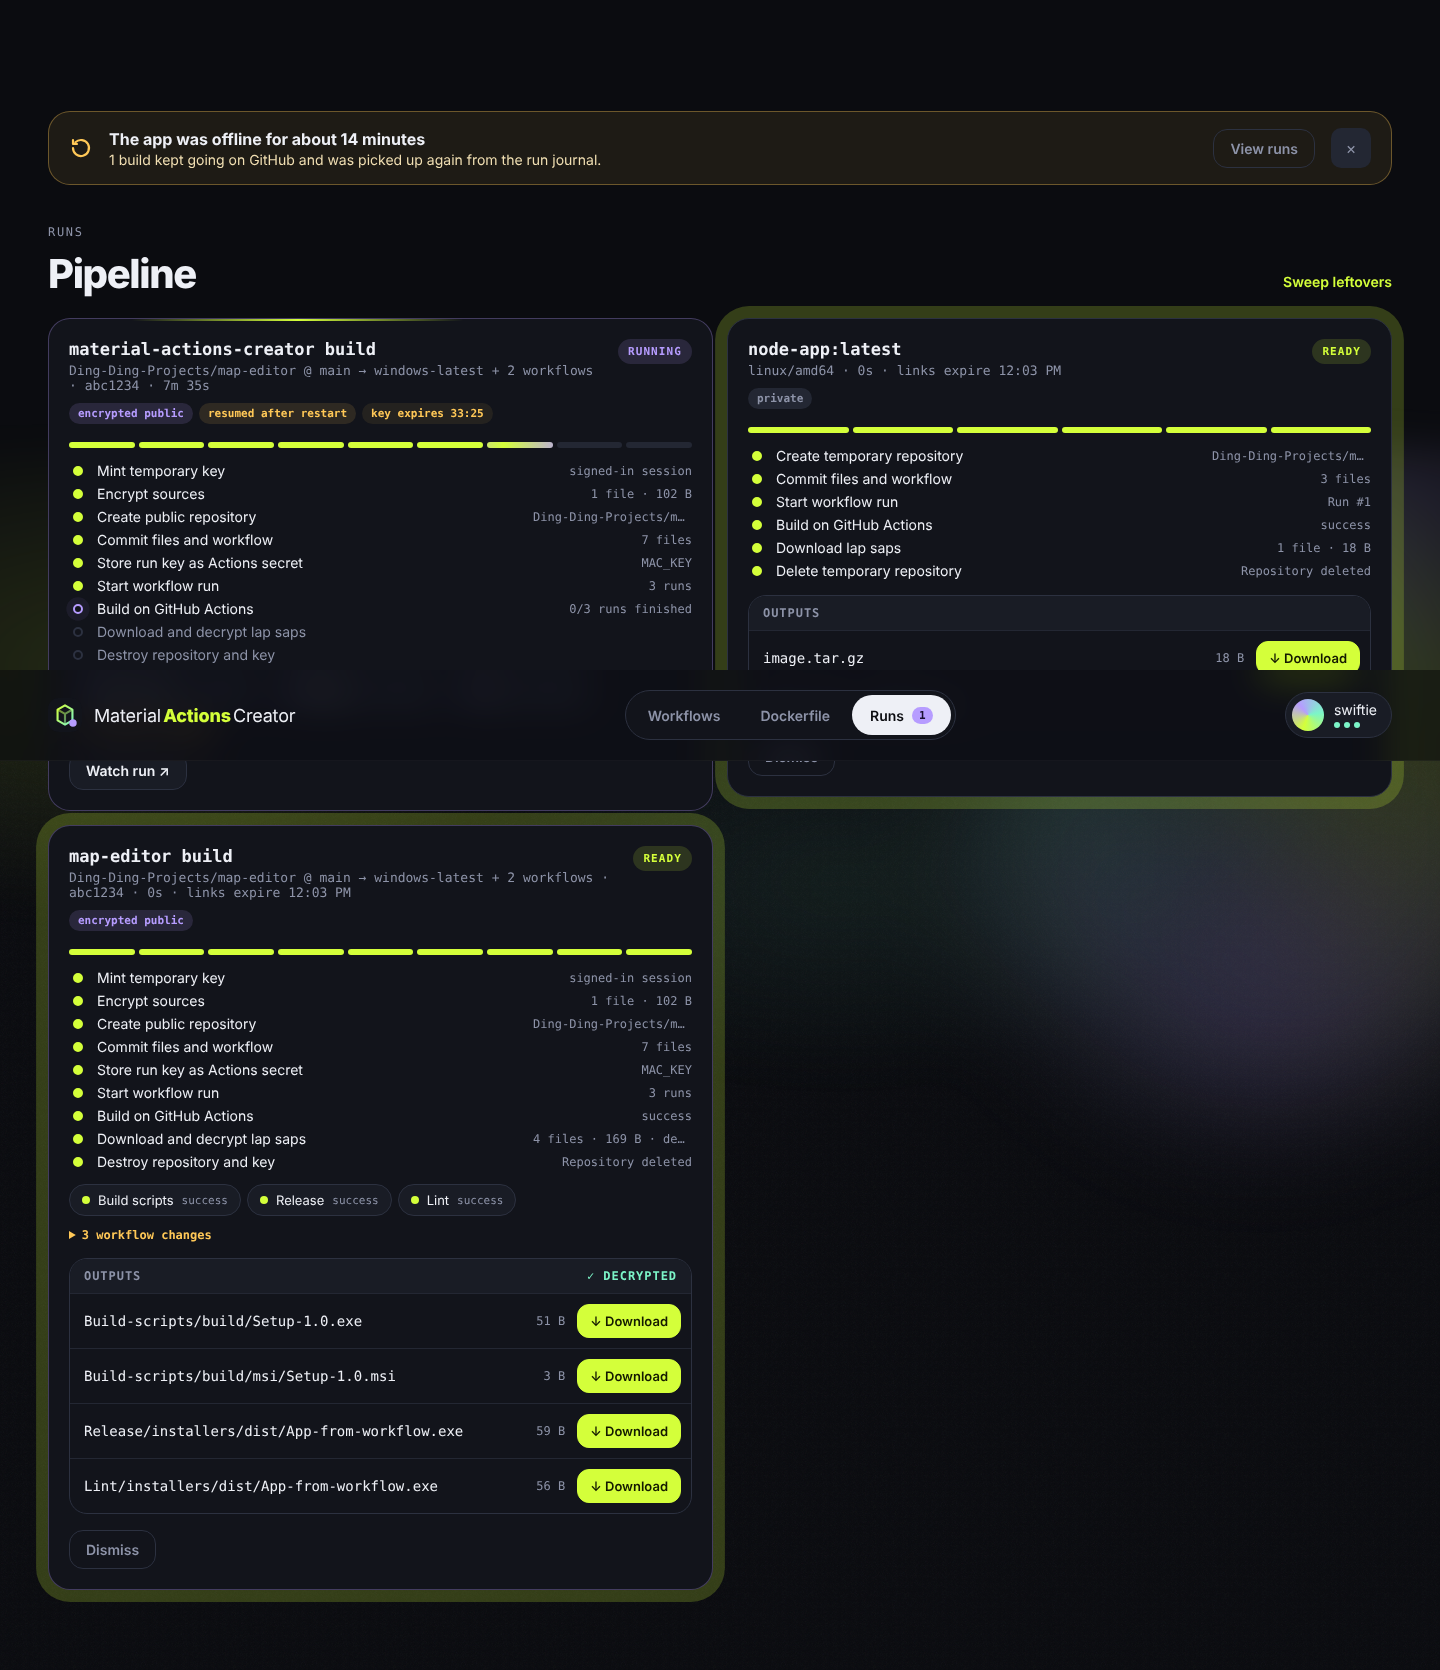 The app was offline for about 14 minutes
1 build kept going on GitHub and was picked up again from the run journal.
View runs
×
RUNS
Pipeline
Sweep leftovers
material-actions-creator build
RUNNING
Ding-Ding-Projects/map-editor @ main → windows-latest + 2 workflows
· abc1234 · 7m 35s
encrypted public
resumed after restart
key expires 33:25
Mint temporary key signed-in session
Encrypt sources 1 file · 102 B
Create public repository Ding-Ding-Projects/m…
Commit files and workflow 7 files
Store run key as Actions secret MAC_KEY
Start workflow run 3 runs
Build on GitHub Actions 0/3 runs finished
Download and decrypt lap saps
Destroy repository and key
Watch run ↗
node-app:latest
READY
linux/amd64 · 0s · links expire 12:03 PM
private
Create temporary repository Ding-Ding-Projects/m…
Commit files and workflow 3 files
Start workflow run Run #1
Build on GitHub Actions success
Download lap saps 1 file · 18 B
Delete temporary repository Repository deleted
OUTPUTS
image.tar.gz 18 B ↓ Download
MaterialActionsCreator
Workflows
Dockerfile
Runs 1
swiftie
map-editor build
READY
Ding-Ding-Projects/map-editor @ main → windows-latest + 2 workflows ·
abc1234 · 0s · links expire 12:03 PM
encrypted public
Mint temporary key signed-in session
Encrypt sources 1 file · 102 B
Create public repository Ding-Ding-Projects/m…
Commit files and workflow 7 files
Store run key as Actions secret MAC_KEY
Start workflow run 3 runs
Build on GitHub Actions success
Download and decrypt lap saps 4 files · 169 B · de…
Destroy repository and key Repository deleted
Build scripts success
Release success
Lint success
▶ 3 workflow changes
OUTPUTS ✓ DECRYPTED
Build-scripts/build/Setup-1.0.exe 51 B ↓ Download
Build-scripts/build/msi/Setup-1.0.msi 3 B ↓ Download
Release/installers/dist/App-from-workflow.exe 59 B ↓ Download
Lint/installers/dist/App-from-workflow.exe 56 B ↓ Download
Dismiss